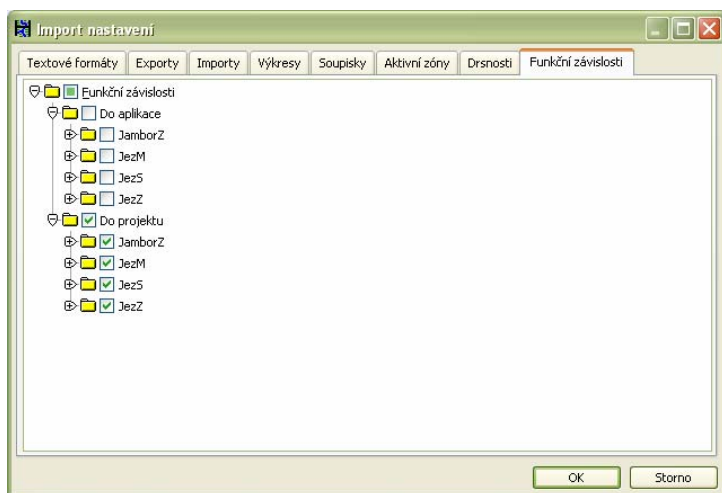 Import nastavení
Textové formáty Exporty Importy Výkresy Soupisky Aktivní zóny Drsnosti Funkční závislosti
Funkční závislosti
Do aplikace
JamborZ
JezM
JezS
JezZ
Do projektu
JamborZ
JezM
JezS
JezZ
OK Storno